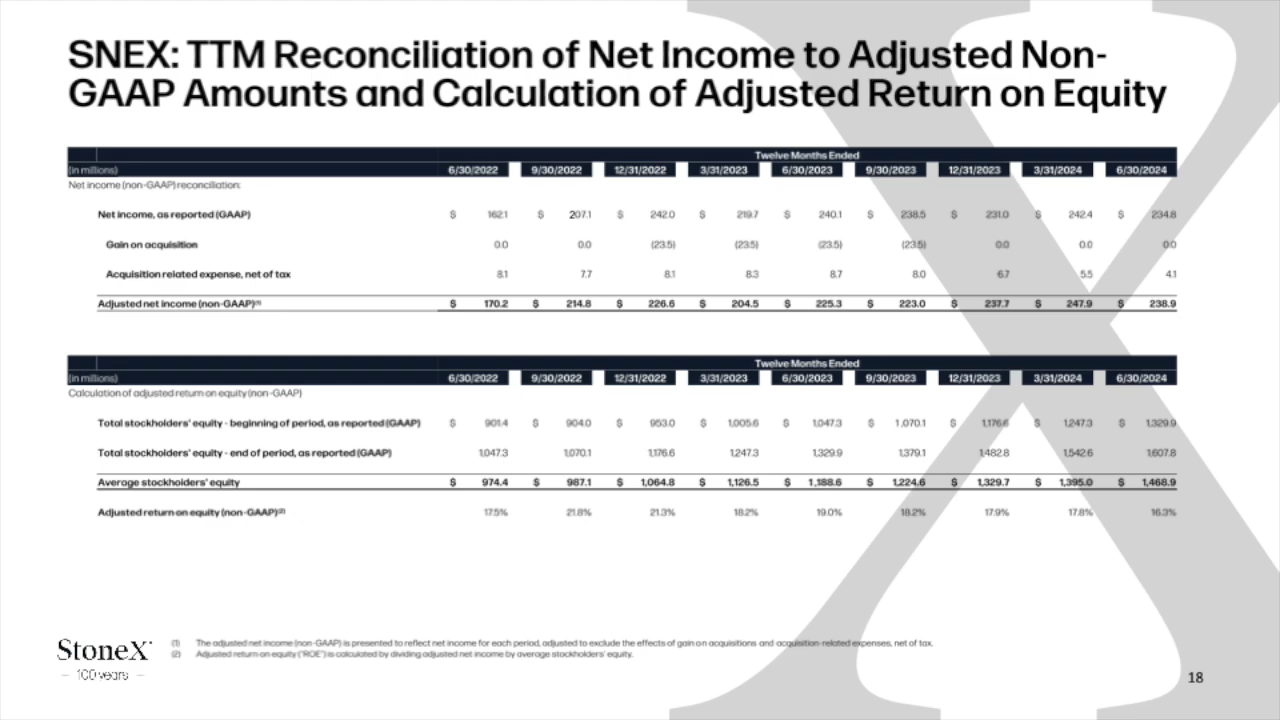 SNEX: TTM Reconciliation of Net Income to Adjusted Non-
GAAP Amounts and Calculation of Adjusted Return on Equity
Twelve Months Ended
(in millions) 6/30/2022 9/30/2022 12/31/2022 3/31/2023 6/30/2023 9/30/2023 12/31/2023 3/31/2024 6/30/2024
Net income (non-GAAP) reconciliation:
Net income, as reported (GAAP) $ 162.1 $ 207.1 $ 242.0 $ 219.7 $ 240.1 $ 238.5 $ 231.0 $ 242.4 $ 234.8
Gain on acquisition 0.0 0.0 (23.5) (23.5) (23.5) (23.5) 0.0 0.0 0.0
Acquisition related expense, net of tax 8.1 7.7 8.1 8.3 8.7 8.0 6.7 5.5 4.1
Adjusted net income (non-GAAP)(1) $ 170.2 $ 214.8 $ 226.6 $ 204.5 $ 225.3 $ 223.0 $ 237.7 $ 247.9 $ 238.9
Twelve Months Ended
(in millions) 6/30/2022 9/30/2022 12/31/2022 3/31/2023 6/30/2023 9/30/2023 12/31/2023 3/31/2024 6/30/2024
Calculation of adjusted return on equity (non-GAAP)
Total stockholders' equity - beginning of period, as reported (GAAP) $ 901.4 $ 904.0 $ 953.0 $ 1,005.6 $ 1,047.3 $ 1,070.1 $ 1,176.6 $ 1,247.3 $ 1,329.9
Total stockholders' equity - end of period, as reported (GAAP) 1,047.3 1,070.1 1,176.6 1,247.3 1,329.9 1,379.1 1,482.8 1,542.6 1,607.8
Average stockholders' equity $ 974.4 $ 987.1 $ 1,064.8 $ 1,126.5 $ 1,188.6 $ 1,224.6 $ 1,329.7 $ 1,395.0 $ 1,468.9
Adjusted return on equity (non-GAAP)(2) 17.5% 21.8% 21.3% 18.2% 19.0% 18.2% 17.9% 17.8% 16.3%
(1) The adjusted net income (non-GAAP) is presented to reflect net income for each period, adjusted to exclude the effects of gain on acquisitions and acquisition-related expenses, net of tax.
(2) Adjusted return on equity ("ROE") is calculated by dividing adjusted net income by average stockholders' equity.
StoneX
100 years
18